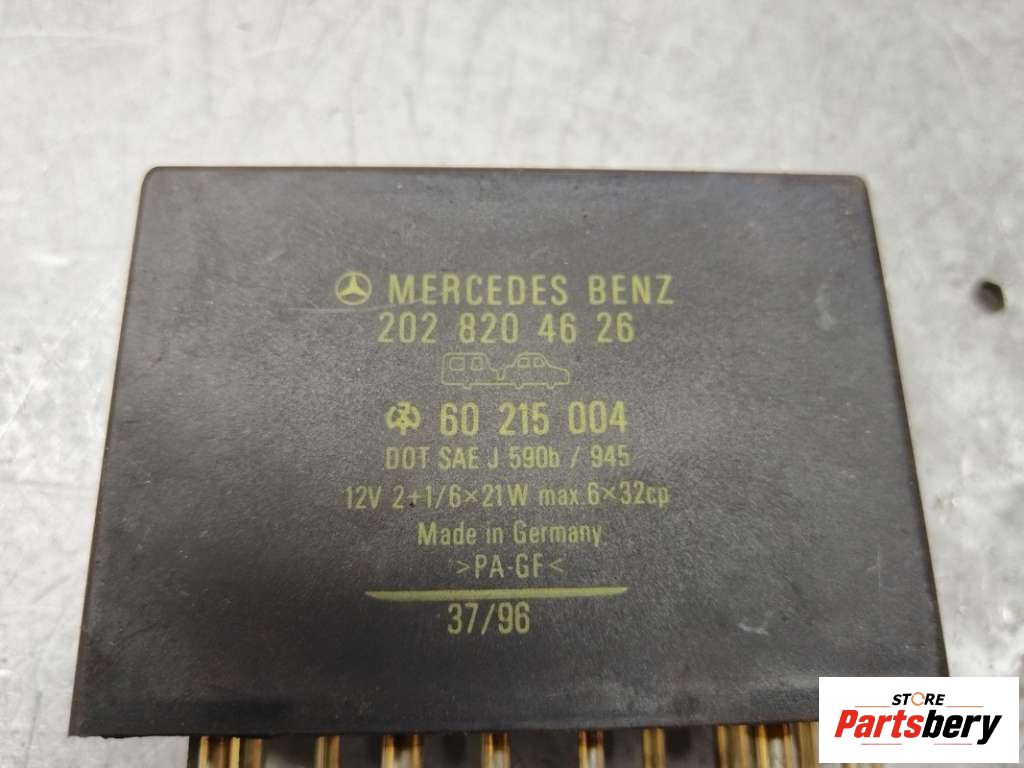 MERCEDES BENZ
202 820 46 26
60 215 004
DOT SAE J 590b / 945
12V 2+1/6×21W max 6×32cp
Made in Germany
>PA-GF<
37/96
STORE
Partsbery